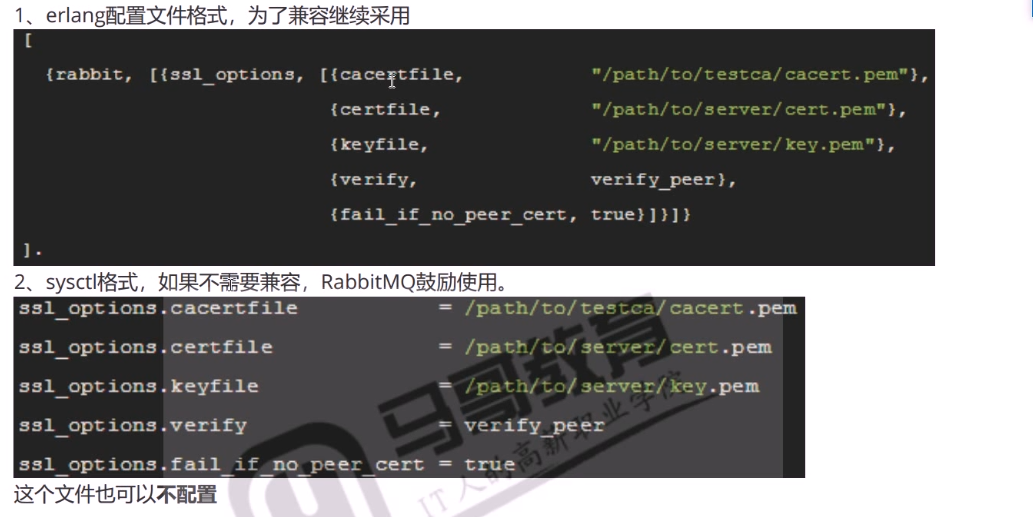 1、erlang配置文件格式，为了兼容继续采用
[
{rabbit, [{ssl_options, [{cacertfile, "/path/to/testca/cacert.pem"},
{certfile, "/path/to/server/cert.pem"},
{keyfile, "/path/to/server/key.pem"},
{verify, verify_peer},
{fail_if_no_peer_cert, true}]}]}
].
2、sysctl格式，如果不需要兼容，RabbitMQ鼓励使用。
ssl_options.cacertfile = /path/to/testca/cacert.pem
ssl_options.certfile = /path/to/server/cert.pem
ssl_options.keyfile = /path/to/server/key.pem
ssl_options.verify = verify_peer
ssl_options.fail_if_no_peer_cert = true
这个文件也可以不配置
马哥教育
IT人的高新职业学院